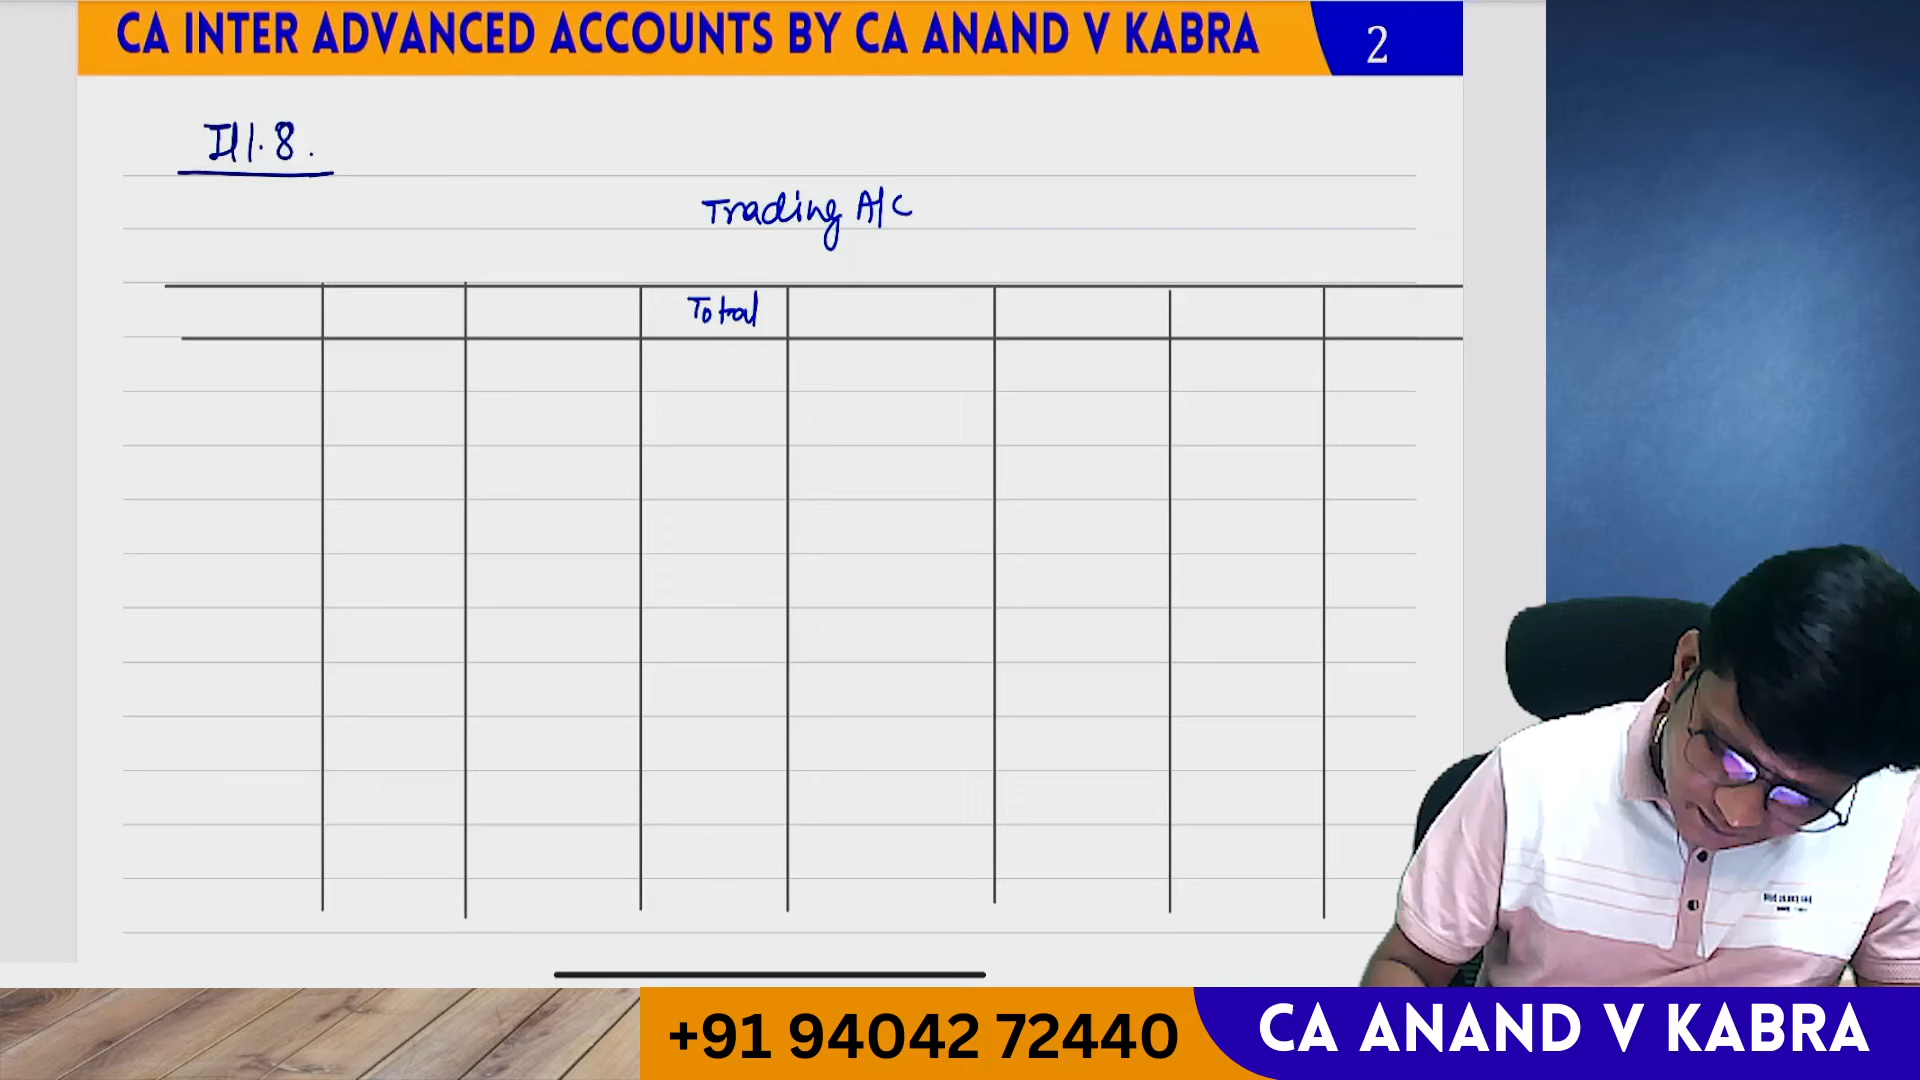 CA INTER ADVANCED ACCOUNTS BY CA ANAND V KABRA
2
Ill.8.
Trading A/C
Total
+91 94042 72440
CA ANAND V KABRA